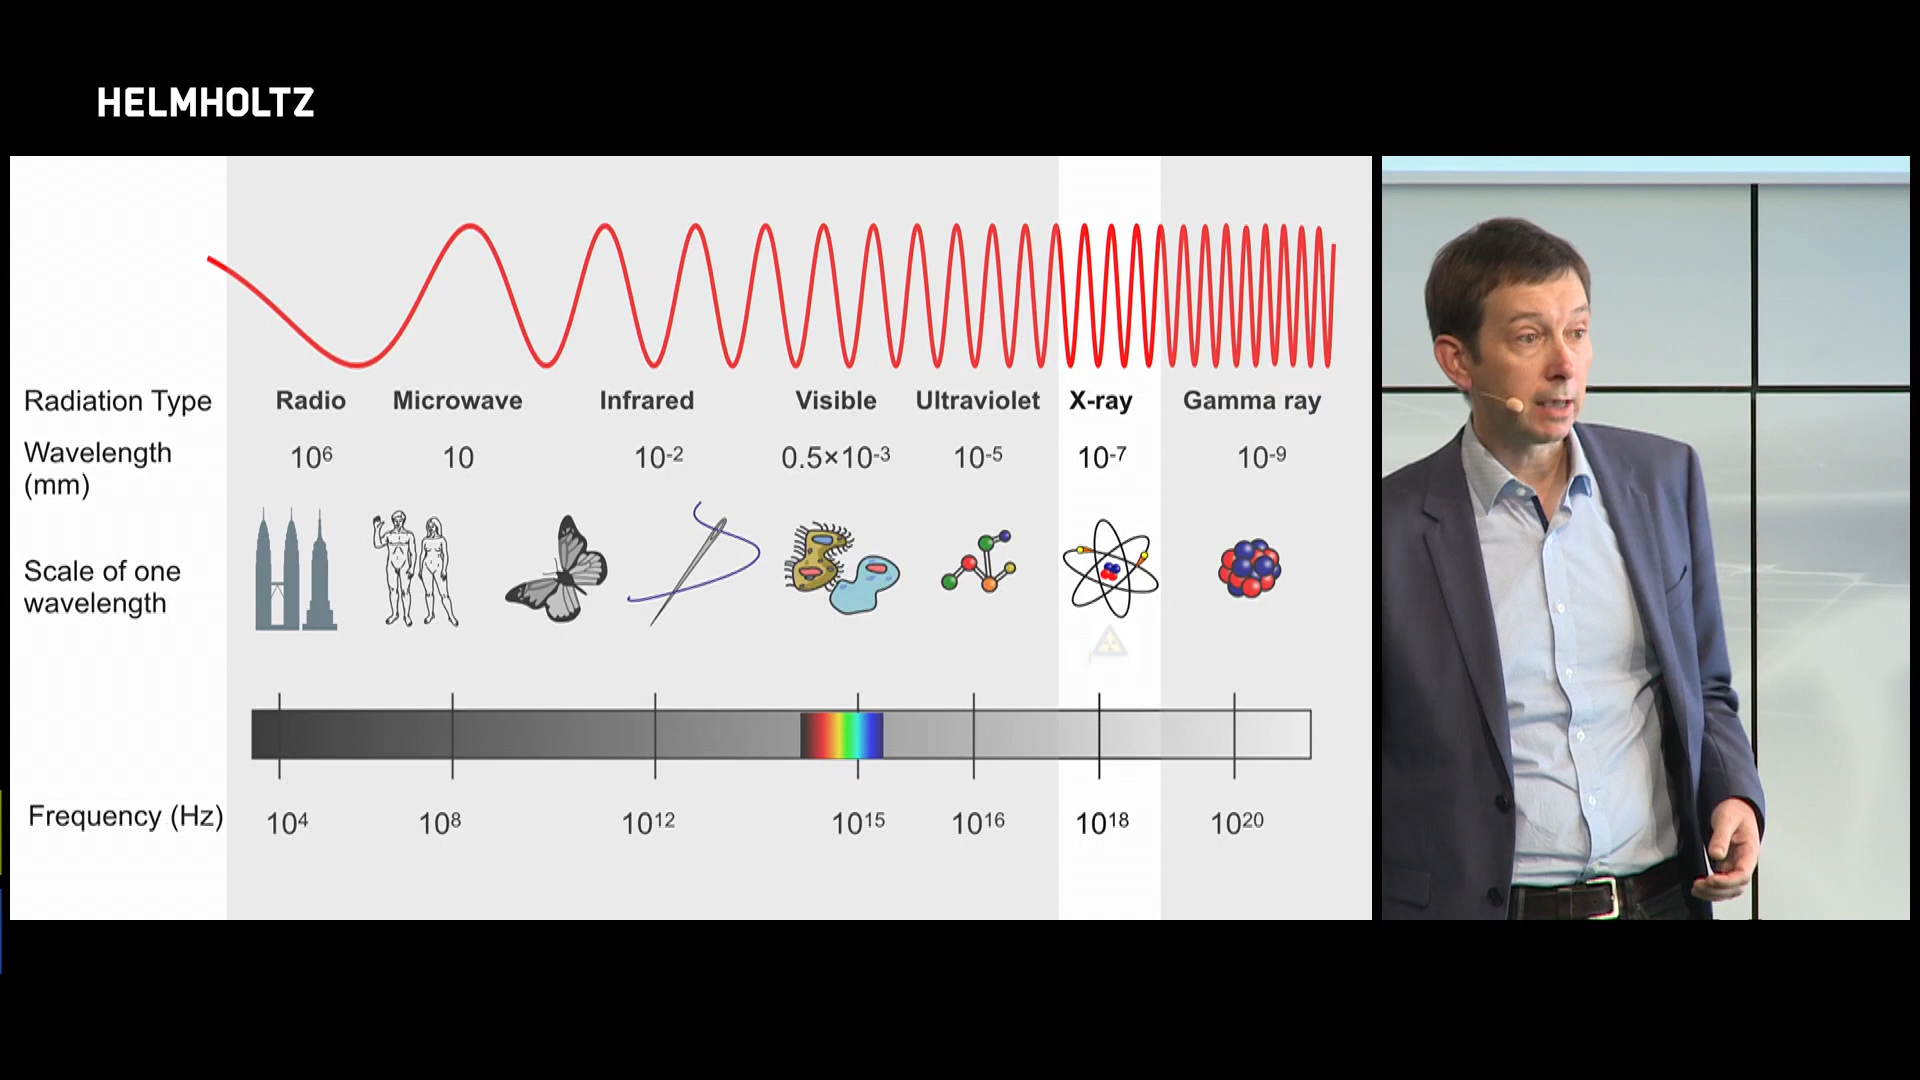 HELMHOLTZ
Radiation Type Radio Microwave Infrared Visible Ultraviolet X-ray Gamma ray
Wavelength (mm) 10⁶ 10 10⁻² 0.5×10⁻³ 10⁻⁵ 10⁻⁷ 10⁻⁹
Scale of one
wavelength
Frequency (Hz) 10⁴ 10⁸ 10¹² 10¹⁵ 10¹⁶ 10¹⁸ 10²⁰